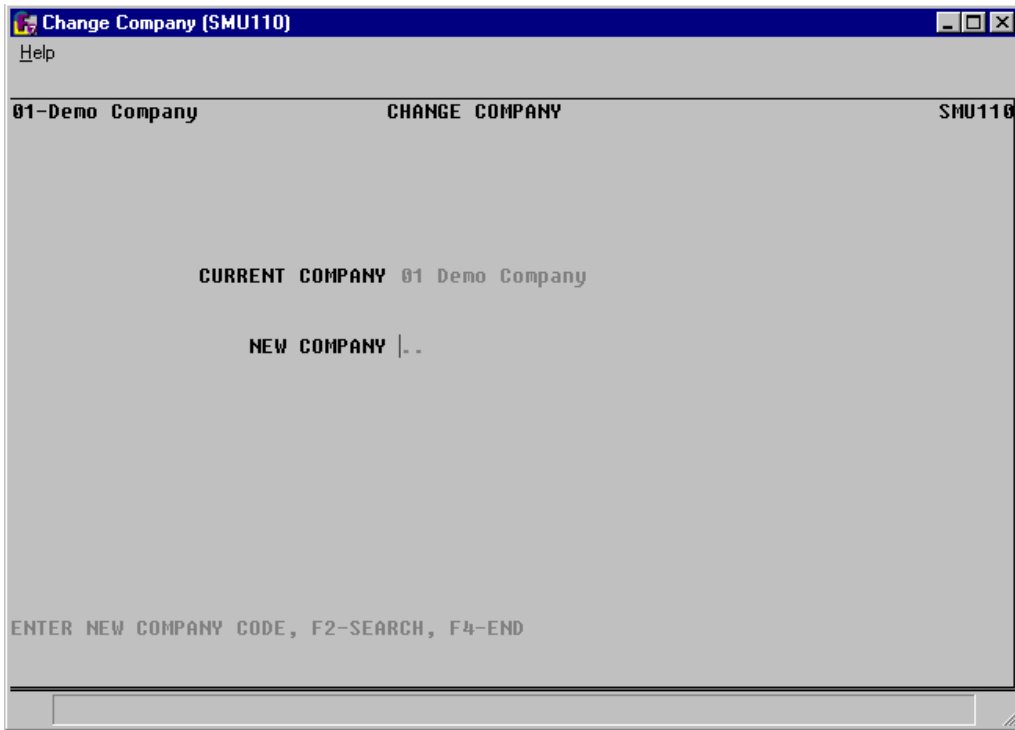 Change Company (SMU110)
Help
01-Demo Company CHANGE COMPANY SMU110
CURRENT COMPANY 01 Demo Company
NEW COMPANY ..
ENTER NEW COMPANY CODE, F2-SEARCH, F4-END